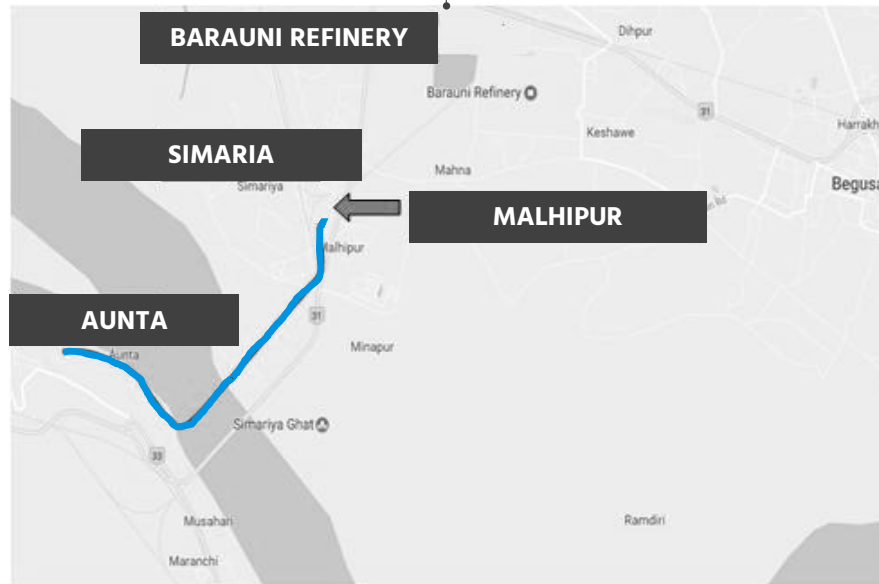 BARAUNI REFINERY
Dihpur
Barauni Refinery
31
Harrakh
Keshawe
SIMARIA
Mahna
Simariya
Begusa
MALHIPUR
Malhipur
31
AUNTA
Minapur
Aunta
Simariya Ghat
33
Musahari
Ramdiri
Maranchi